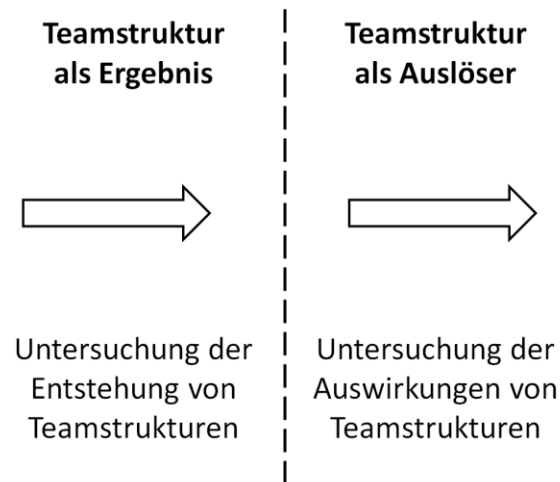 Teamstruktur
als Ergebnis
Teamstruktur
als Auslöser
Untersuchung der
Entstehung von
Teamstrukturen
Untersuchung der
Auswirkungen von
Teamstrukturen